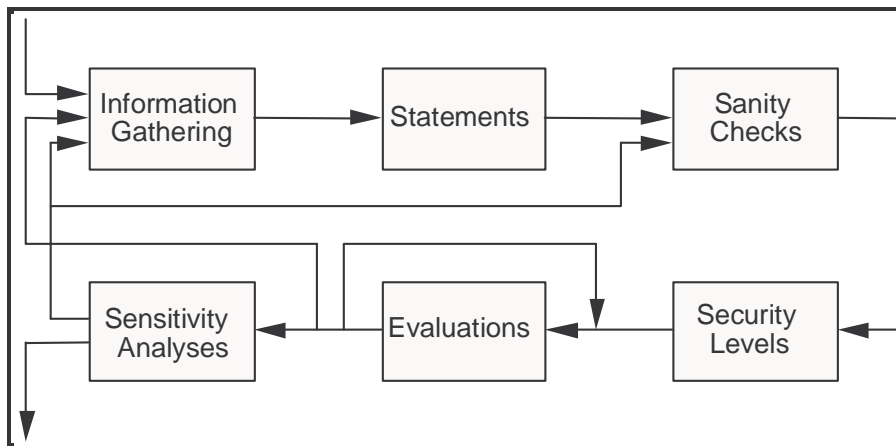 Information
Gathering
Statements
Sanity
Checks
Sensitivity
Analyses
Evaluations
Security
Levels